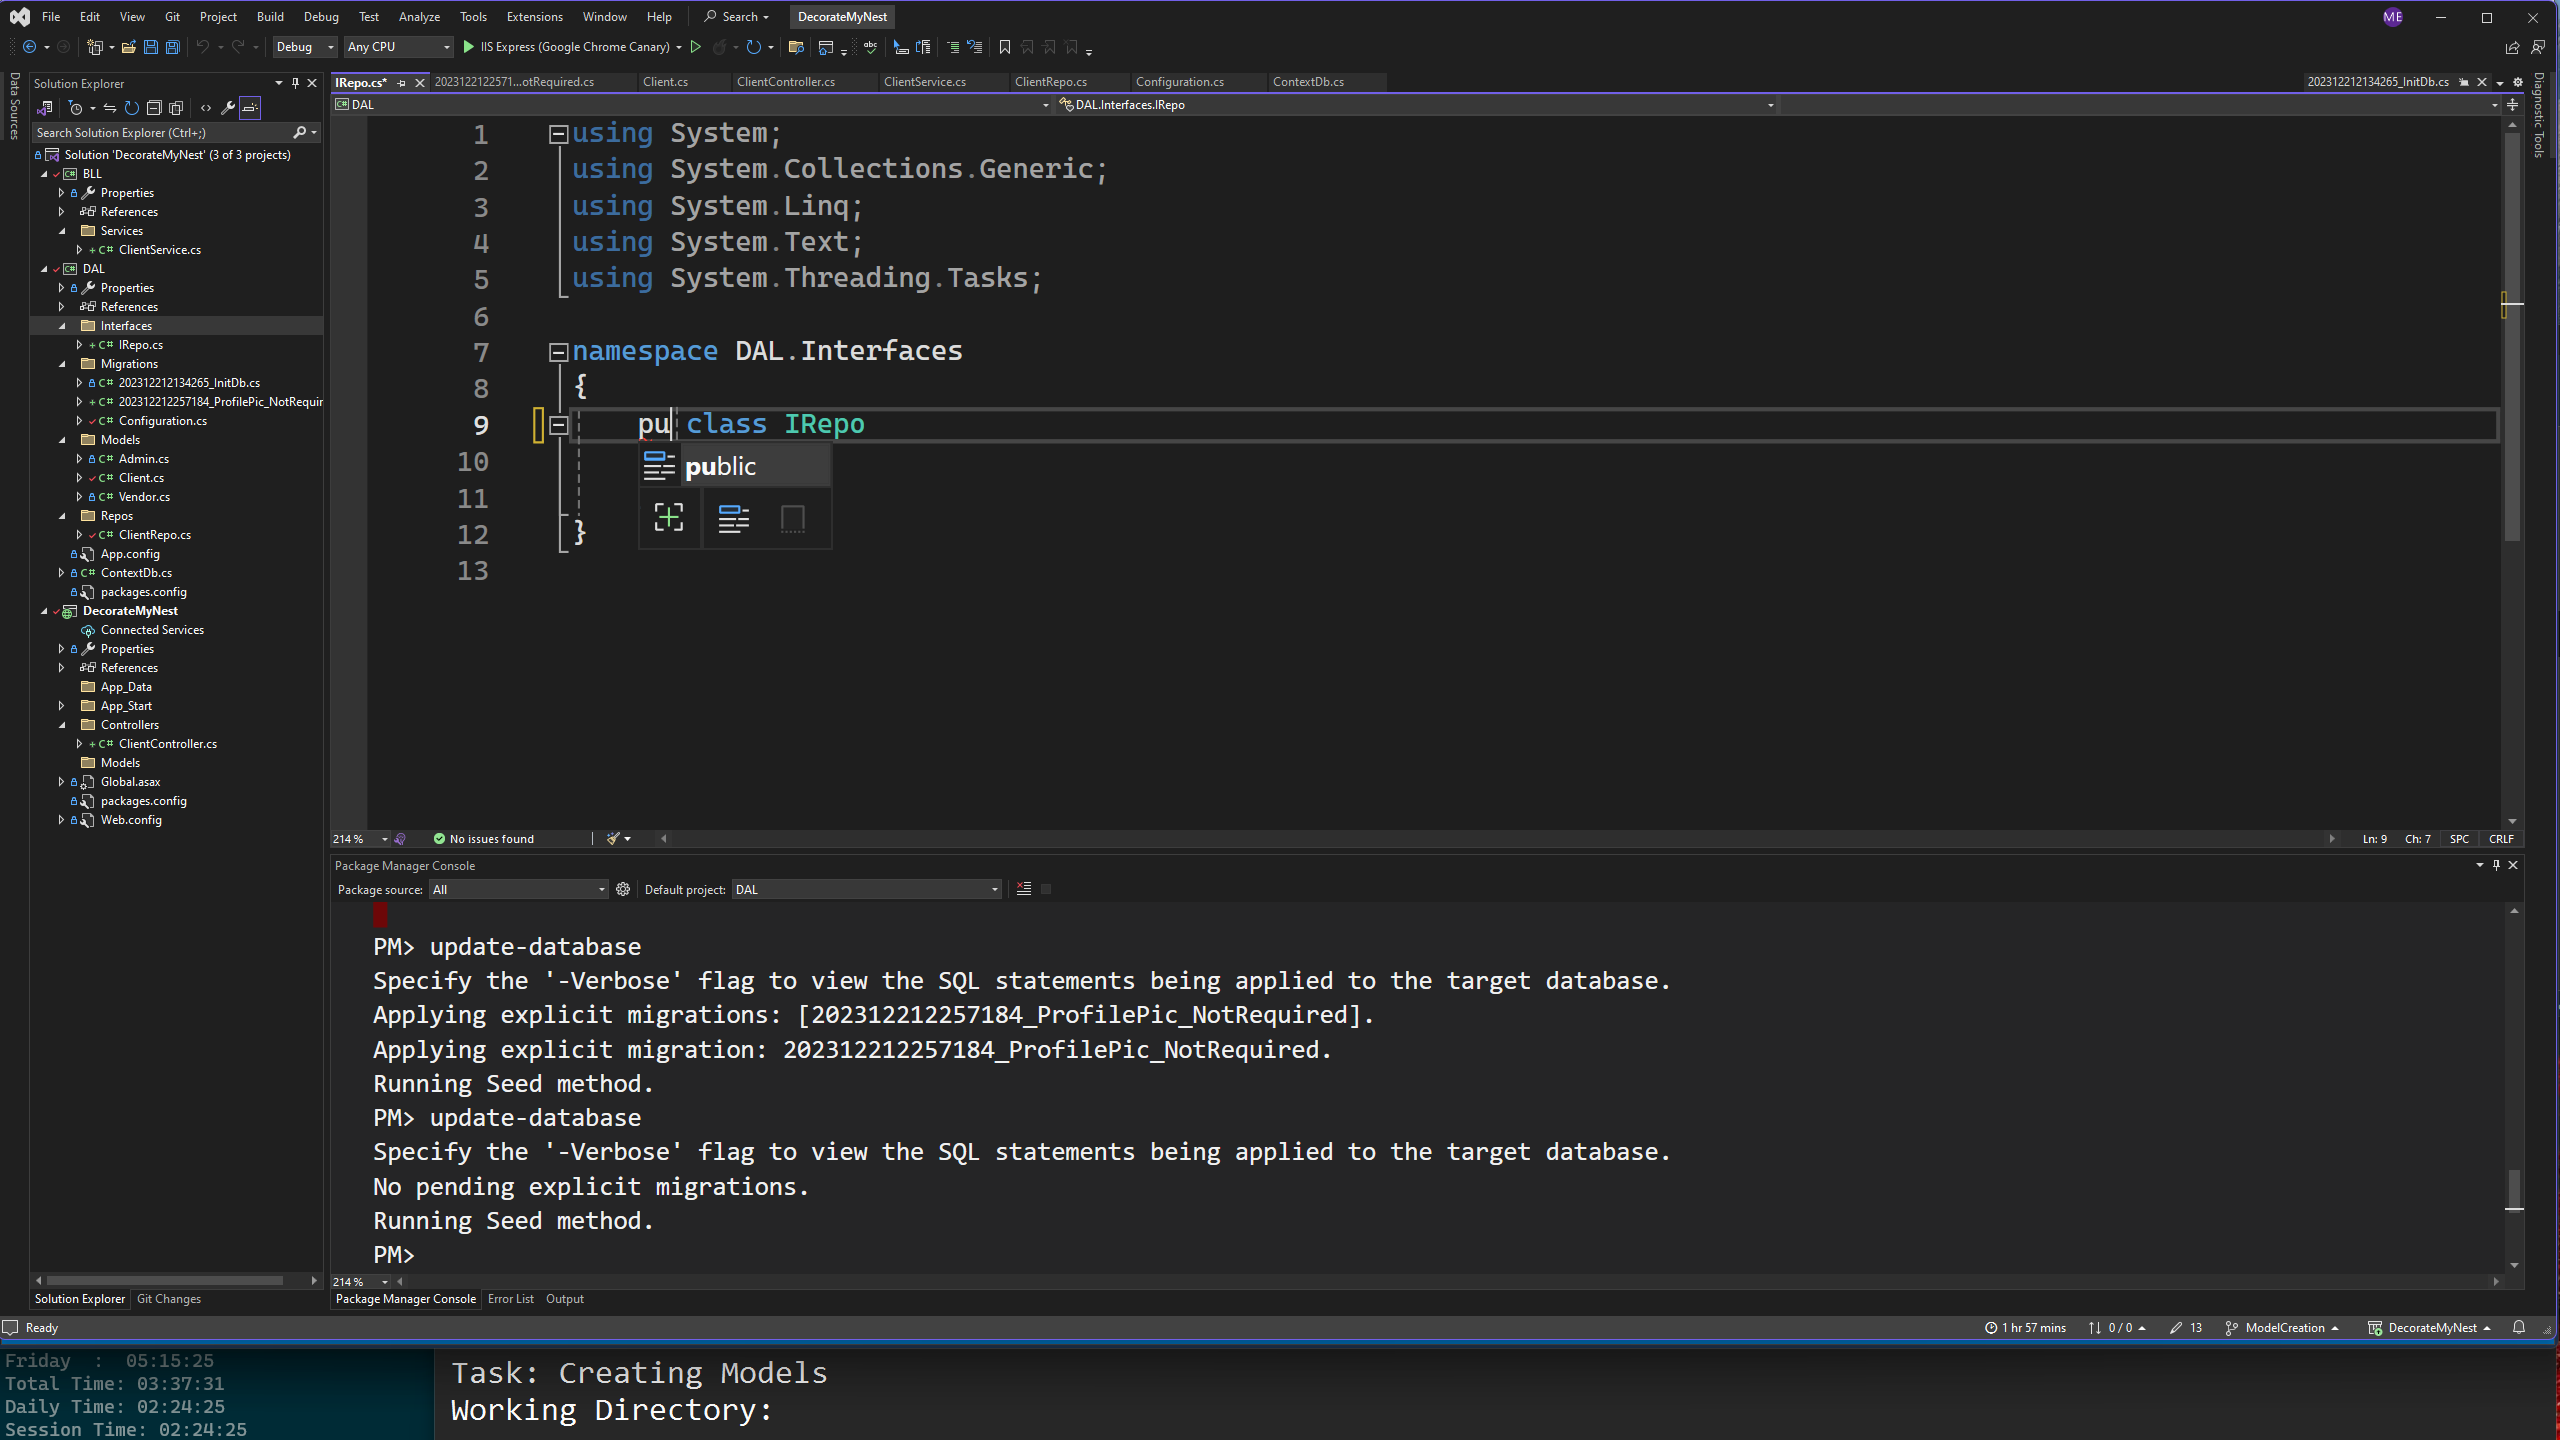 File Edit View Git Project Build Debug Test Analyze Tools Extensions Window Help Search DecorateMyNest ME
Debug Any CPU IIS Express (Google Chrome Canary)
Data Sources
Solution Explorer
Search Solution Explorer (Ctrl+;)
Solution 'DecorateMyNest' (3 of 3 projects)
BLL
Properties
References
Services
C# ClientService.cs
DAL
Properties
References
Interfaces
C# IRepo.cs
Migrations
C# 202312212134265_InitDb.cs
C# 202312212257184_ProfilePic_NotRequir
C# Configuration.cs
Models
C# Admin.cs
C# Client.cs
C# Vendor.cs
Repos
C# ClientRepo.cs
App.config
C# ContextDb.cs
packages.config
DecorateMyNest
Connected Services
Properties
References
App_Data
App_Start
Controllers
C# ClientController.cs
Models
Global.asax
packages.config
Web.config
Solution Explorer Git Changes
IRepo.cs* 2023122122571...otRequired.cs Client.cs ClientController.cs ClientService.cs ClientRepo.cs Configuration.cs ContextDb.cs 202312212134265_InitDb.cs
DAL DAL.Interfaces.IRepo
1 using System;
2 using System.Collections.Generic;
3 using System.Linq;
4 using System.Text;
5 using System.Threading.Tasks;
6
7 namespace DAL.Interfaces
8 {
9 pu class IRepo
public
10
11
12 }
13
214 % No issues found Ln: 9 Ch: 7 SPC CRLF
Diagnostic Tools
Package Manager Console
Package source: All Default project: DAL
PM> update-database
Specify the '-Verbose' flag to view the SQL statements being applied to the target database.
Applying explicit migrations: [202312212257184_ProfilePic_NotRequired].
Applying explicit migration: 202312212257184_ProfilePic_NotRequired.
Running Seed method.
PM> update-database
Specify the '-Verbose' flag to view the SQL statements being applied to the target database.
No pending explicit migrations.
Running Seed method.
PM>
214 %
Package Manager Console Error List Output
Ready 1 hr 57 mins 0 / 0 13 ModelCreation DecorateMyNest
Friday : 05:15:25
Total Time: 03:37:31
Daily Time: 02:24:25
Session Time: 02:24:25
Task: Creating Models
Working Directory: